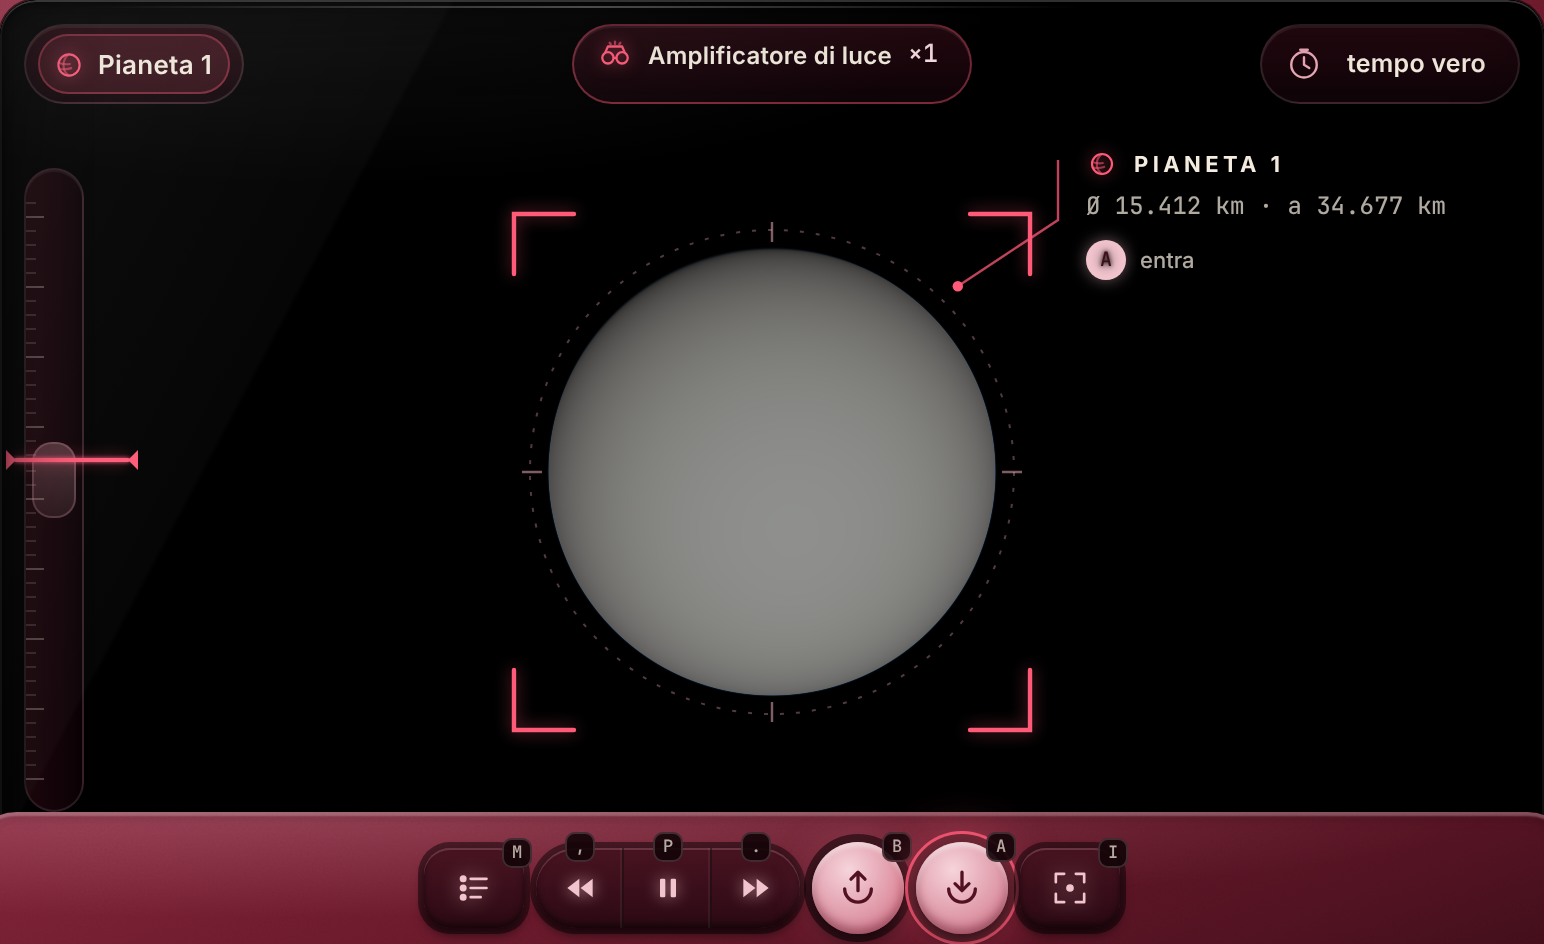 Pianeta 1
Amplificatore di luce ×1
tempo vero
PIANETA 1
Ø 15.412 km · a 34.677 km
A entra
M
,
P
.
B
A
I